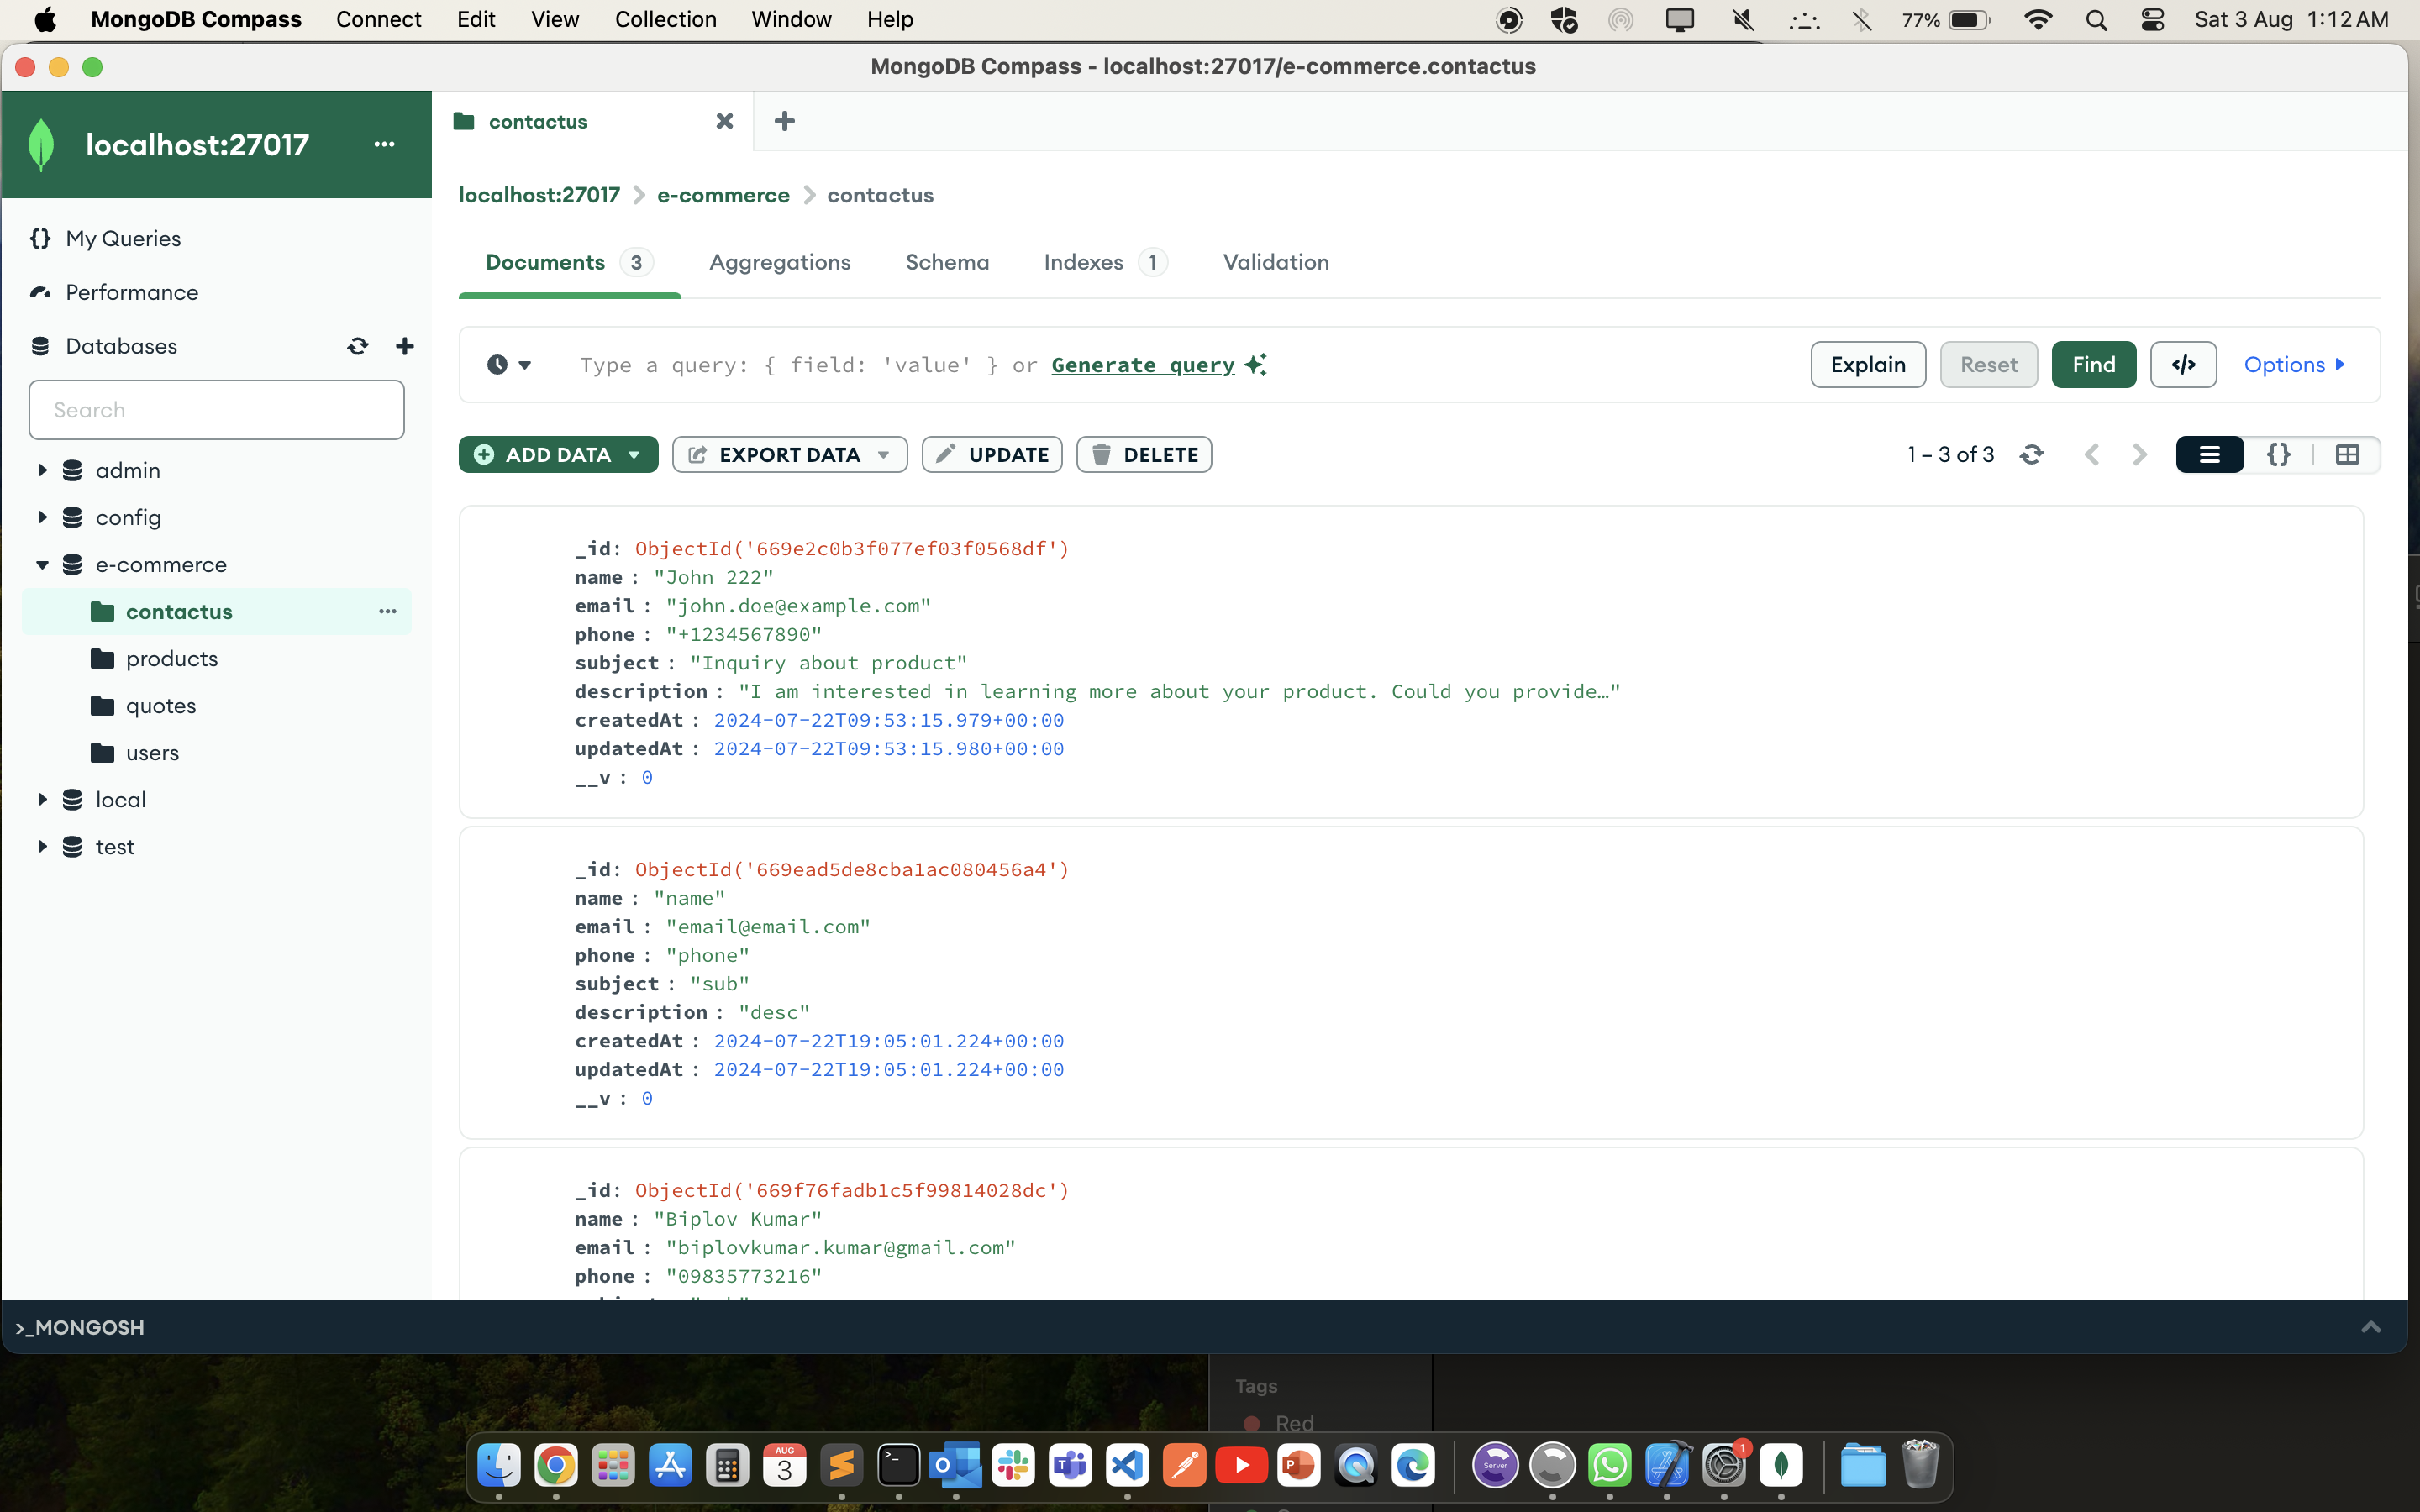 MongoDB Compass Connect Edit View Collection Window Help 77% Sat 3 Aug 1:12 AM
MongoDB Compass - localhost:27017/e-commerce.contactus
localhost:27017 ···
contactus
localhost:27017 > e-commerce > contactus
My Queries
Performance
Databases
Search
admin
config
e-commerce
contactus ···
products
quotes
users
local
test
Documents 3 Aggregations Schema Indexes 1 Validation
Type a query: { field: 'value' } or Generate query
Explain Reset Find </> Options
ADD DATA EXPORT DATA UPDATE DELETE
1 – 3 of 3 {}
_id: ObjectId('669e2c0b3f077ef03f0568df')
name : "John 222"
email : "john.doe@example.com"
phone : "+1234567890"
subject : "Inquiry about product"
description : "I am interested in learning more about your product. Could you provide…"
createdAt : 2024-07-22T09:53:15.979+00:00
updatedAt : 2024-07-22T09:53:15.980+00:00
__v : 0
_id: ObjectId('669ead5de8cba1ac080456a4')
name : "name"
email : "email@email.com"
phone : "phone"
subject : "sub"
description : "desc"
createdAt : 2024-07-22T19:05:01.224+00:00
updatedAt : 2024-07-22T19:05:01.224+00:00
__v : 0
_id: ObjectId('669f76fadb1c5f99814028dc')
name : "Biplov Kumar"
email : "biplovkumar.kumar@gmail.com"
phone : "09835773216"
>_MONGOSH
Tags
Red
AUG
3
Server
1